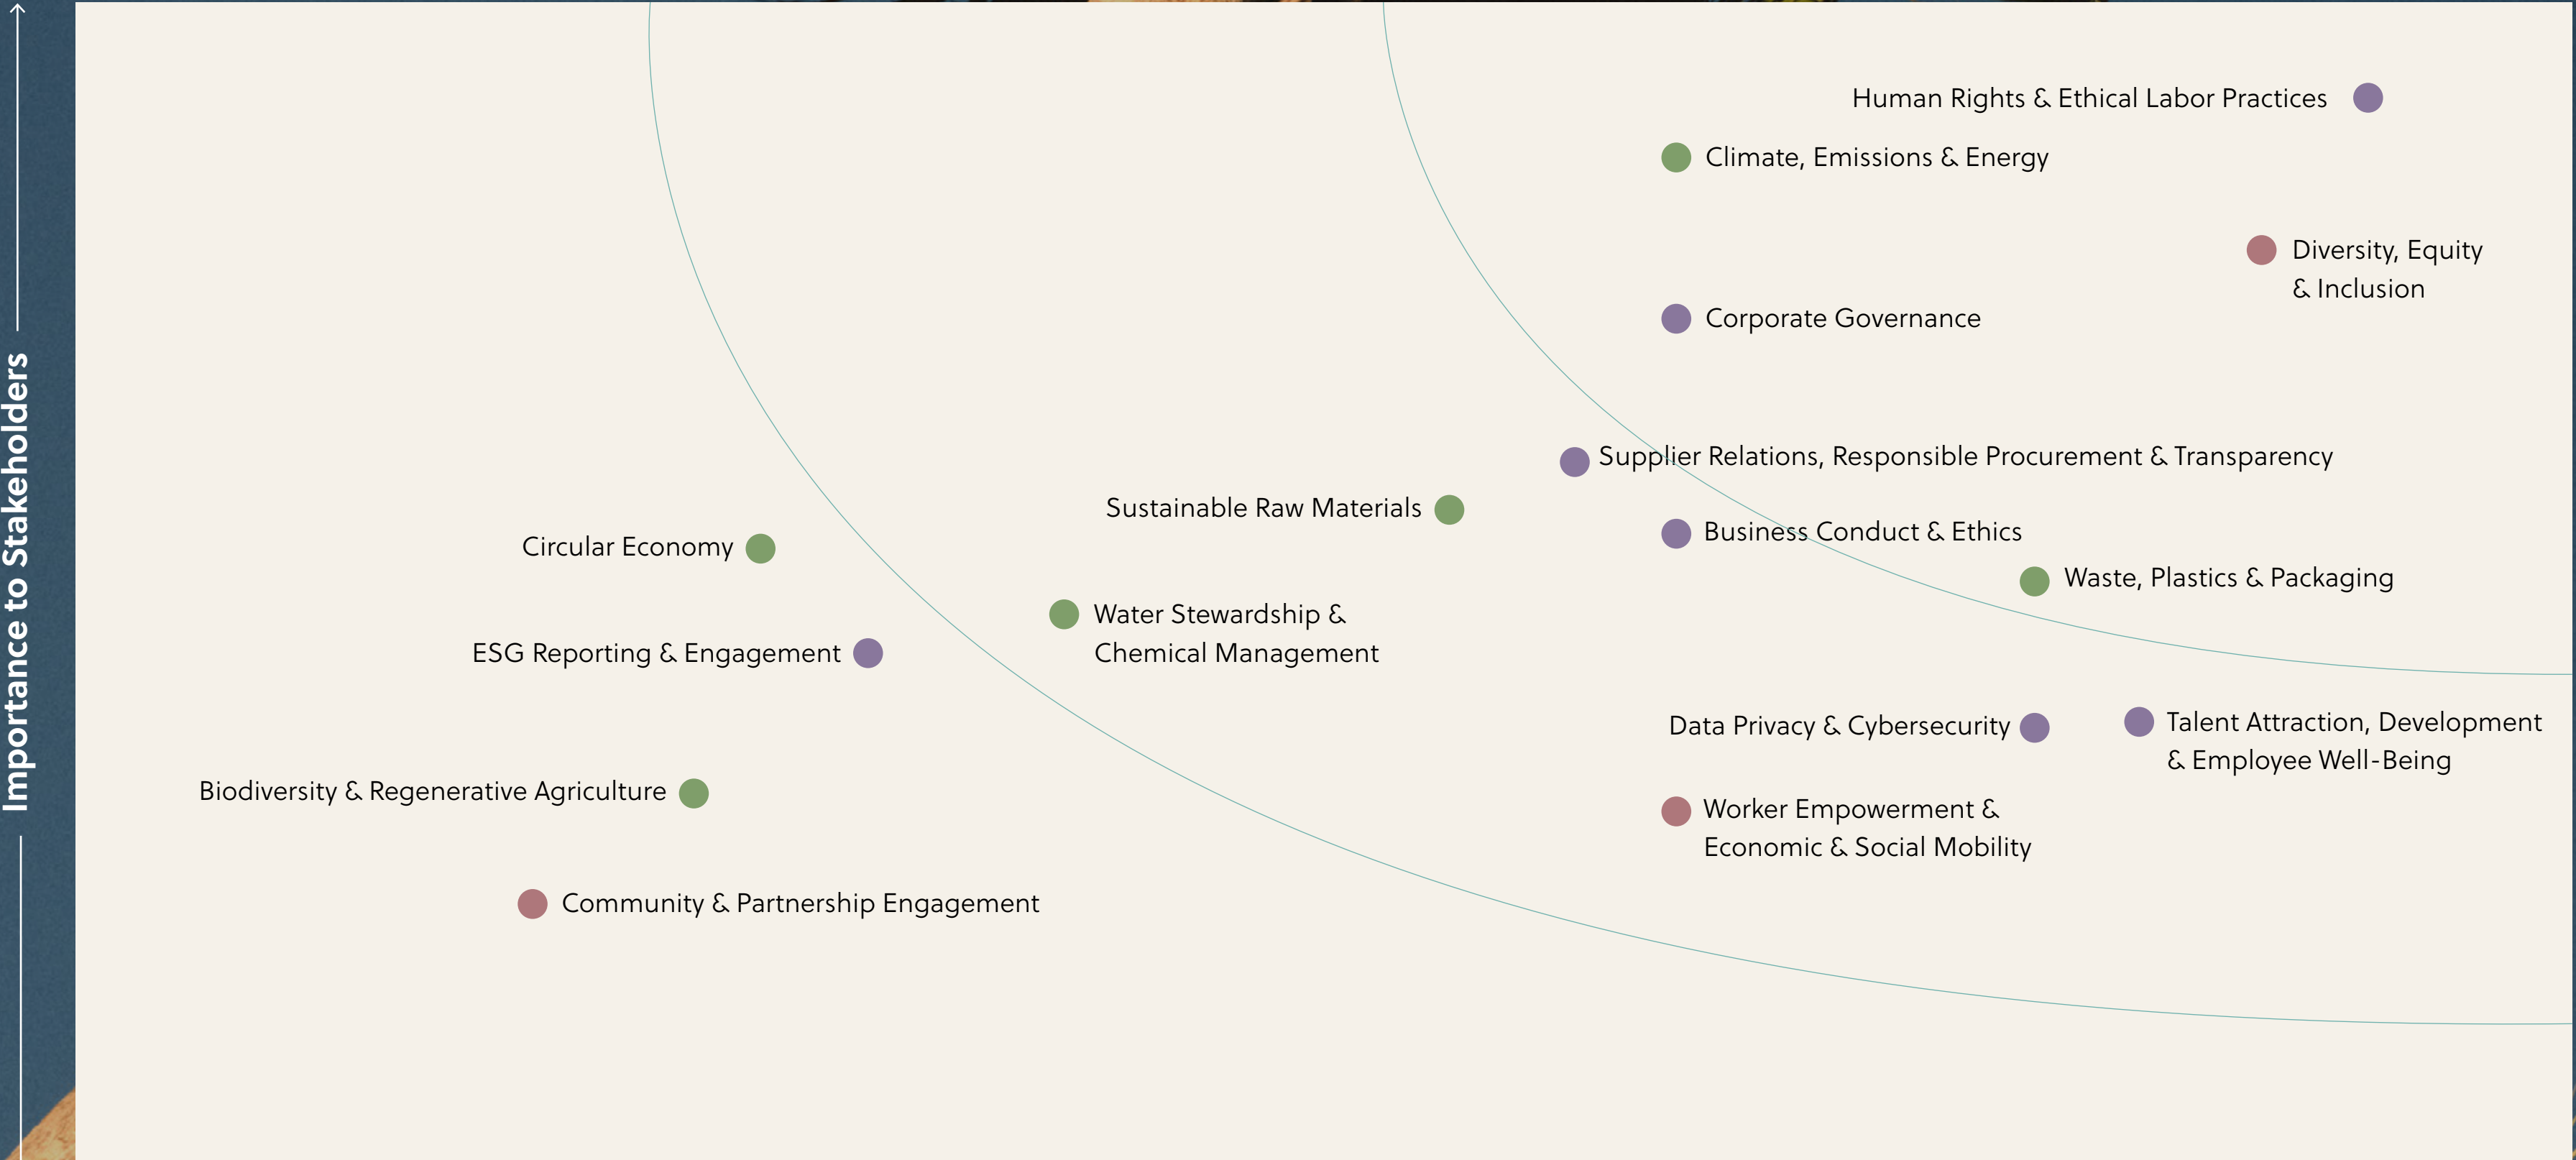 Importance to Stakeholders
Human Rights & Ethical Labor Practices
Climate, Emissions & Energy
Diversity, Equity
& Inclusion
Corporate Governance
Supplier Relations, Responsible Procurement & Transparency
Sustainable Raw Materials
Business Conduct & Ethics
Circular Economy
Waste, Plastics & Packaging
Water Stewardship &
Chemical Management
ESG Reporting & Engagement
Data Privacy & Cybersecurity
Talent Attraction, Development
& Employee Well-Being
Biodiversity & Regenerative Agriculture
Worker Empowerment &
Economic & Social Mobility
Community & Partnership Engagement